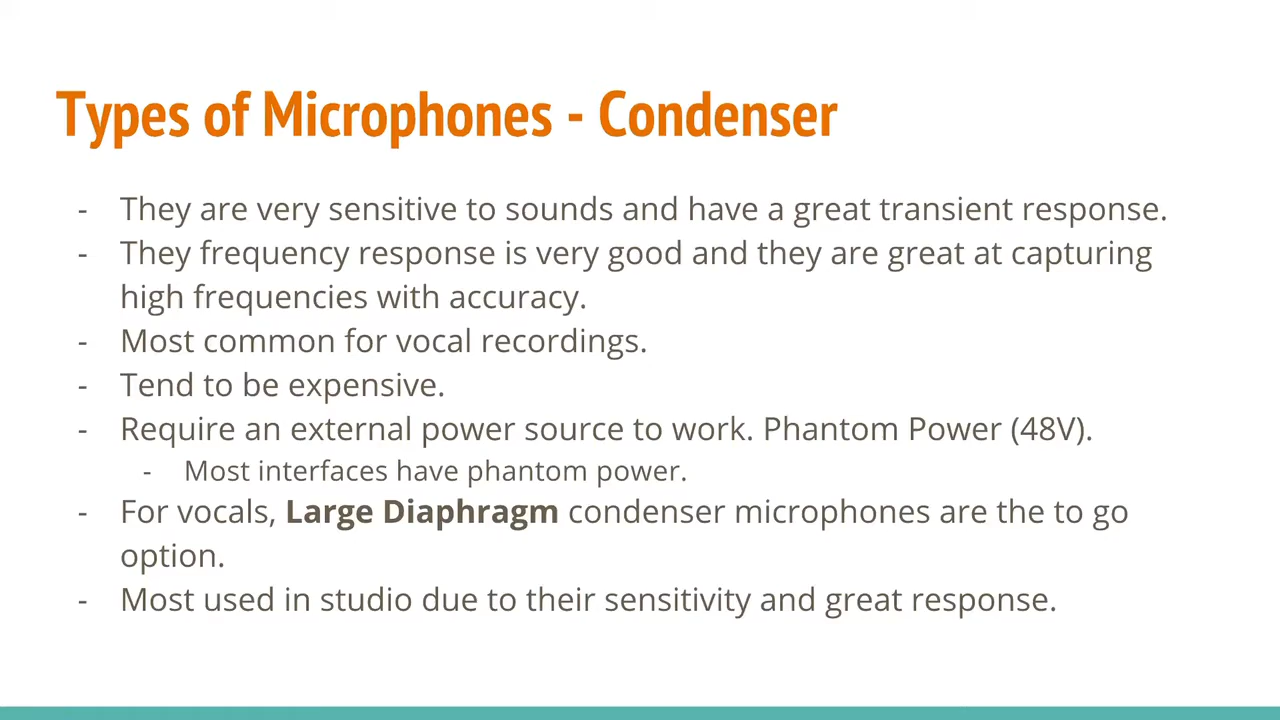 Types of Microphones - Condenser
- They are very sensitive to sounds and have a great transient response.
- They frequency response is very good and they are great at capturing
high frequencies with accuracy.
- Most common for vocal recordings.
- Tend to be expensive.
- Require an external power source to work. Phantom Power (48V).
- Most interfaces have phantom power.
- For vocals, Large Diaphragm condenser microphones are the to go
option.
- Most used in studio due to their sensitivity and great response.